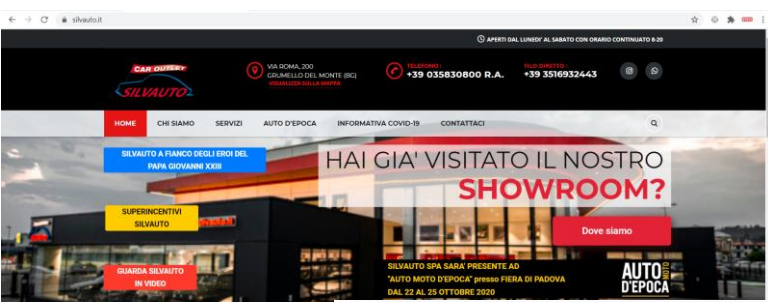 silvauto.it
APERTI DAL LUNEDI' AL SABATO CON ORARIO CONTINUATO 8-20
CAR OUTLET
SILVAUTO
VIA ROMA, 200
GRUMELLO DEL MONTE (BG)
VISUALIZZA SULLA MAPPA
TELEFONO:
+39 035830800 R.A.
FILO DIRETTO:
+39 3516932443
HOME
CHI SIAMO
SERVIZI
AUTO D'EPOCA
INFORMATIVA COVID-19
CONTATTACI
SILVAUTO A FIANCO DEGLI EROI DEL
PAPA GIOVANNI XXIII
HAI GIA' VISITATO IL NOSTRO
SHOWROOM?
SUPERINCENTIVI
SILVAUTO
Dove siamo
GUARDA SILVAUTO
IN VIDEO
SILVAUTO SPA SARA' PRESENTE AD
"AUTO MOTO D'EPOCA" presso FIERA DI PADOVA
DAL 22 AL 25 OTTOBRE 2020
AUTO
MOTO
D'EPOCA